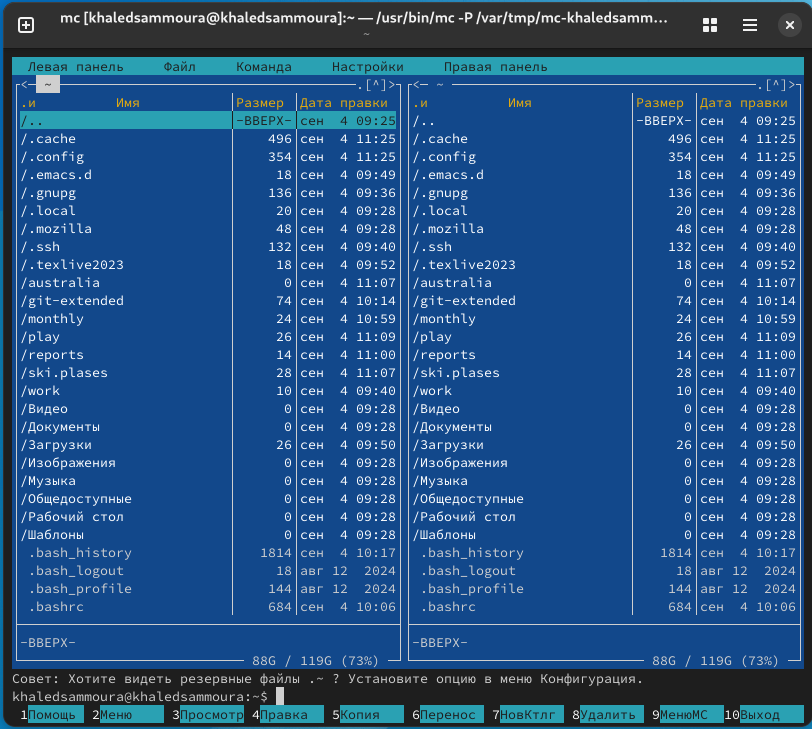 mc [khaledsammoura@khaledsammoura]:~ — /usr/bin/mc -P /var/tmp/mc-khaledsamm…
~
Левая панель Файл Команда Настройки Правая панель
<─ ~ ─.[^]>  <─ ~ ─.[^]>
.и Имя Размер Дата правки  .и Имя Размер Дата правки
/.. -ВВЕРХ- сен 4 09:25  /.. -ВВЕРХ- сен 4 09:25
/.cache 496 сен 4 11:25  /.cache 496 сен 4 11:25
/.config 354 сен 4 11:25  /.config 354 сен 4 11:25
/.emacs.d 18 сен 4 09:49  /.emacs.d 18 сен 4 09:49
/.gnupg 136 сен 4 09:36  /.gnupg 136 сен 4 09:36
/.local 20 сен 4 09:28  /.local 20 сен 4 09:28
/.mozilla 48 сен 4 09:28  /.mozilla 48 сен 4 09:28
/.ssh 132 сен 4 09:40  /.ssh 132 сен 4 09:40
/.texlive2023 18 сен 4 09:52  /.texlive2023 18 сен 4 09:52
/australia 0 сен 4 11:07  /australia 0 сен 4 11:07
/git-extended 74 сен 4 10:14  /git-extended 74 сен 4 10:14
/monthly 24 сен 4 10:59  /monthly 24 сен 4 10:59
/play 26 сен 4 11:09  /play 26 сен 4 11:09
/reports 14 сен 4 11:00  /reports 14 сен 4 11:00
/ski.plases 28 сен 4 11:07  /ski.plases 28 сен 4 11:07
/work 10 сен 4 09:40  /work 10 сен 4 09:40
/Видео 0 сен 4 09:28  /Видео 0 сен 4 09:28
/Документы 0 сен 4 09:28  /Документы 0 сен 4 09:28
/Загрузки 26 сен 4 09:50  /Загрузки 26 сен 4 09:50
/Изображения 0 сен 4 09:28  /Изображения 0 сен 4 09:28
/Музыка 0 сен 4 09:28  /Музыка 0 сен 4 09:28
/Общедоступные 0 сен 4 09:28  /Общедоступные 0 сен 4 09:28
/Рабочий стол 0 сен 4 09:28  /Рабочий стол 0 сен 4 09:28
/Шаблоны 0 сен 4 09:28  /Шаблоны 0 сен 4 09:28
.bash_history 1814 сен 4 10:17  .bash_history 1814 сен 4 10:17
.bash_logout 18 авг 12 2024  .bash_logout 18 авг 12 2024
.bash_profile 144 авг 12 2024  .bash_profile 144 авг 12 2024
.bashrc 684 сен 4 10:06  .bashrc 684 сен 4 10:06
-ВВЕРХ-  -ВВЕРХ-
88G / 119G (73%)  88G / 119G (73%)
Совет: Хотите видеть резервные файлы .~ ? Установите опцию в меню Конфигурация.
khaledsammoura@khaledsammoura:~$
1Помощь 2Меню 3Просмотр 4Правка 5Копия 6Перенос 7НовКтлг 8Удалить 9МенюМС 10Выход